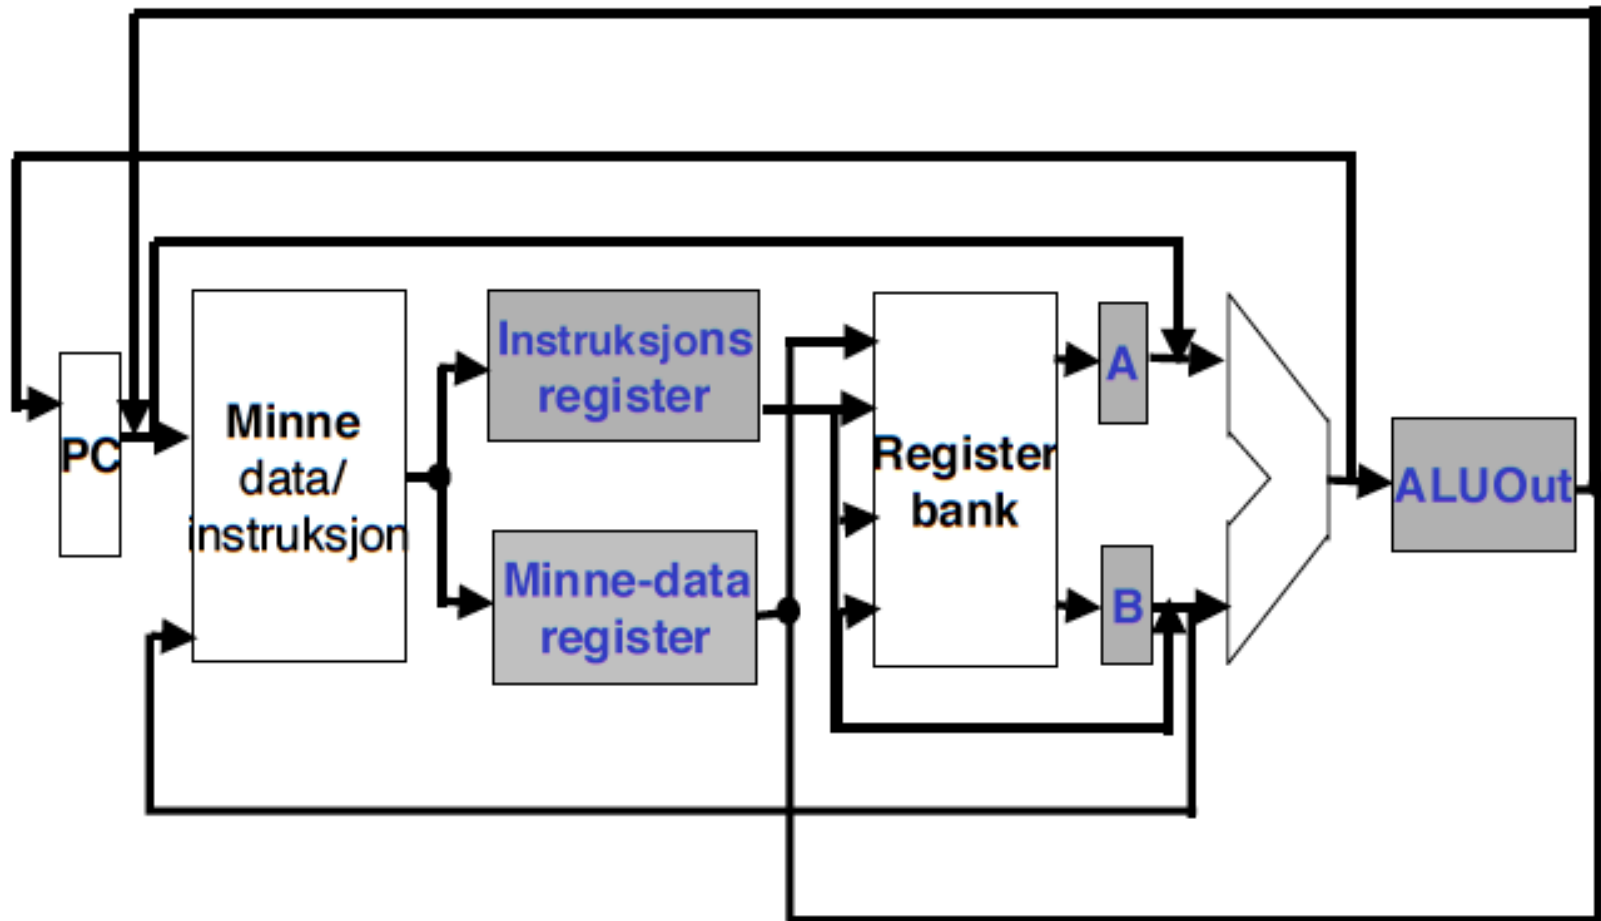 PC
Minne
data/
instruksjon
Instruksjons
register
Minne-data
register
Register
bank
A
B
ALUOut